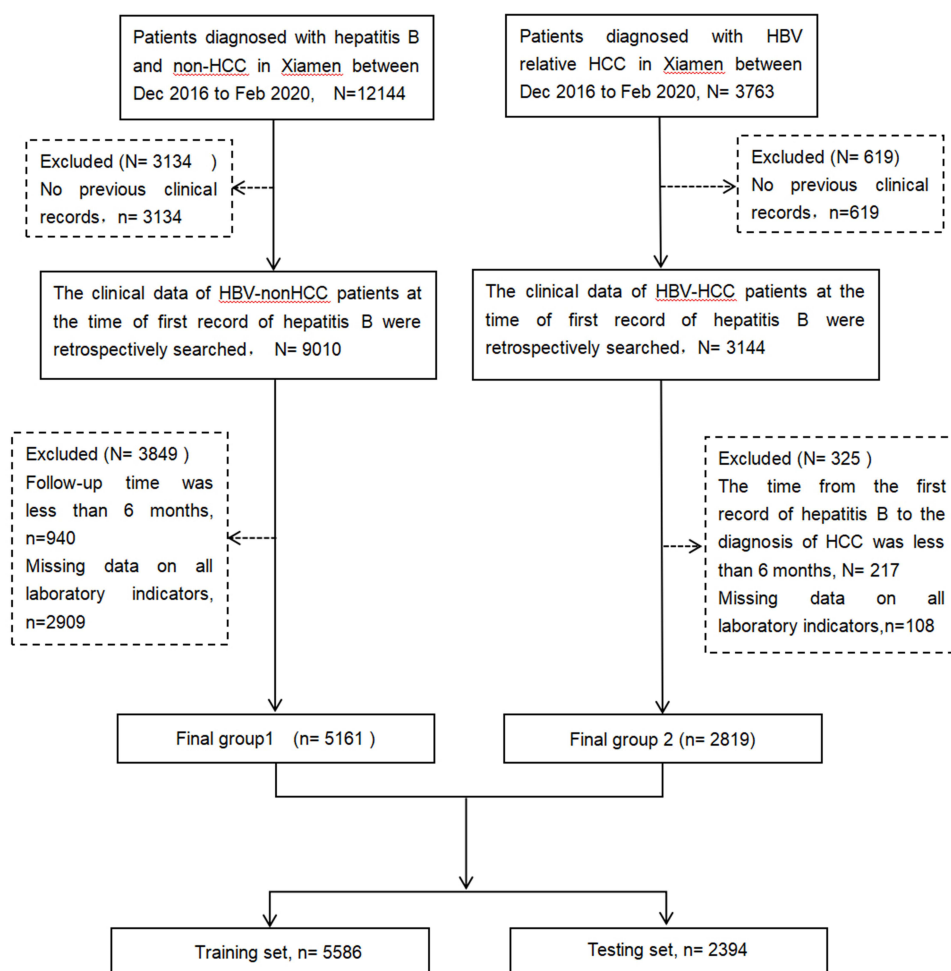 Patients diagnosed with hepatitis B
and non-HCC in Xiamen between
Dec 2016 to Feb 2020, N=12144
Patients diagnosed with HBV
relative HCC in Xiamen between
Dec 2016 to Feb 2020, N= 3763
Excluded (N= 3134 )
No previous clinical
records，n= 3134
Excluded (N= 619)
No previous clinical
records，n=619
The clinical data of HBV-nonHCC patients at
the time of first record of hepatitis B were
retrospectively searched， N= 9010
The clinical data of HBV-HCC patients at the
time of first record of hepatitis B were
retrospectively searched，N= 3144
Excluded (N= 3849 )
Follow-up time was
less than 6 months,
n=940
Missing data on all
laboratory indicators,
n=2909
Excluded (N= 325 )
The time from the first
record of hepatitis B to the
diagnosis of HCC was less
than 6 months, N= 217
Missing data on all
laboratory indicators,n=108
Final group1 (n= 5161 )
Final group 2 (n= 2819)
Training set, n= 5586
Testing set, n= 2394